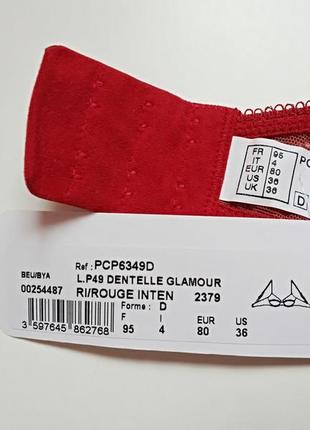 FR 95
IT 4
EUR 80
US 36
UK 36
PO
D,
Ref : PCP6349D
BEU/BYA
L.P49 DENTELLE GLAMOUR
00254487
RI/ROUGE INTEN 2379
Forme : D
F I EUR US
95 4 80 36
3 597645 862768